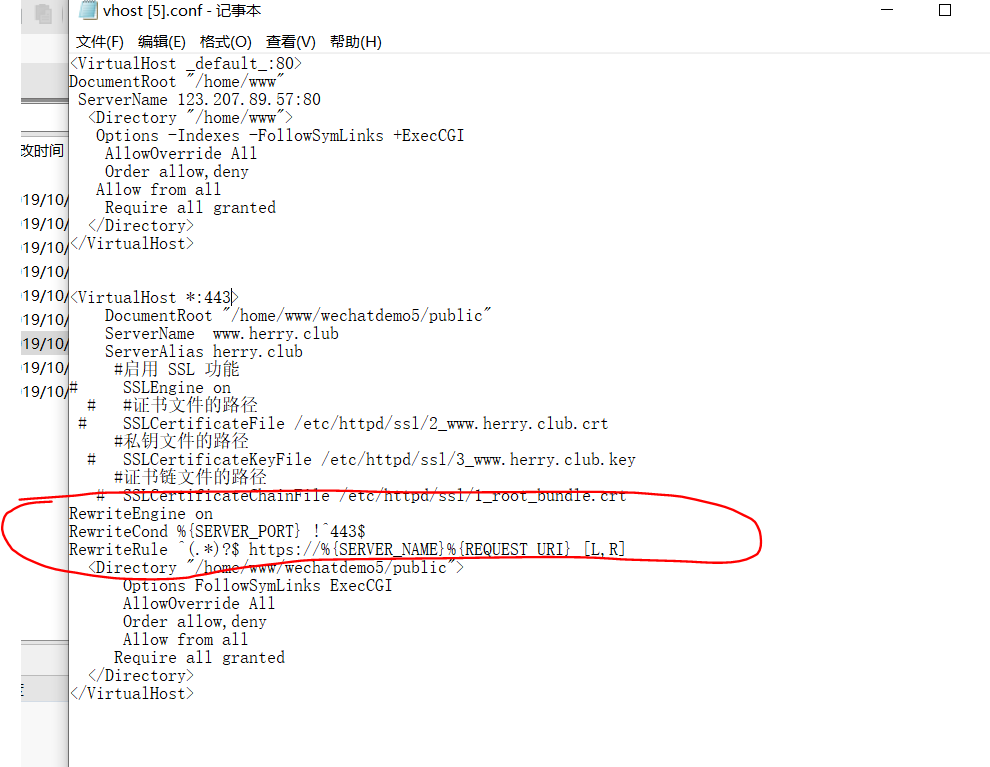 vhost [5].conf - 记事本
文件(F) 编辑(E) 格式(O) 查看(V) 帮助(H)
<VirtualHost _default_:80>
DocumentRoot "/home/www"
ServerName 123.207.89.57:80
<Directory "/home/www">
Options -Indexes -FollowSymLinks +ExecCGI
AllowOverride All
Order allow,deny
Allow from all
Require all granted
</Directory>
</VirtualHost>
<VirtualHost *:443>
DocumentRoot "/home/www/wechatdemo5/public"
ServerName www.herry.club
ServerAlias herry.club
#启用 SSL 功能
# SSLEngine on
# #证书文件的路径
# SSLCertificateFile /etc/httpd/ssl/2_www.herry.club.crt
#私钥文件的路径
# SSLCertificateKeyFile /etc/httpd/ssl/3_www.herry.club.key
#证书链文件的路径
# SSLCertificateChainFile /etc/httpd/ssl/1_root_bundle.crt
RewriteEngine on
RewriteCond %{SERVER_PORT} !^443$
RewriteRule ^(.*)?$ https://%{SERVER_NAME}%{REQUEST_URI} [L,R]
<Directory "/home/www/wechatdemo5/public">
Options FollowSymLinks ExecCGI
AllowOverride All
Order allow,deny
Allow from all
Require all granted
</Directory>
</VirtualHost>
改时间
19/10/
19/10/
19/10/
19/10/
19/10/
19/10/
19/10/
19/10/
19/10/